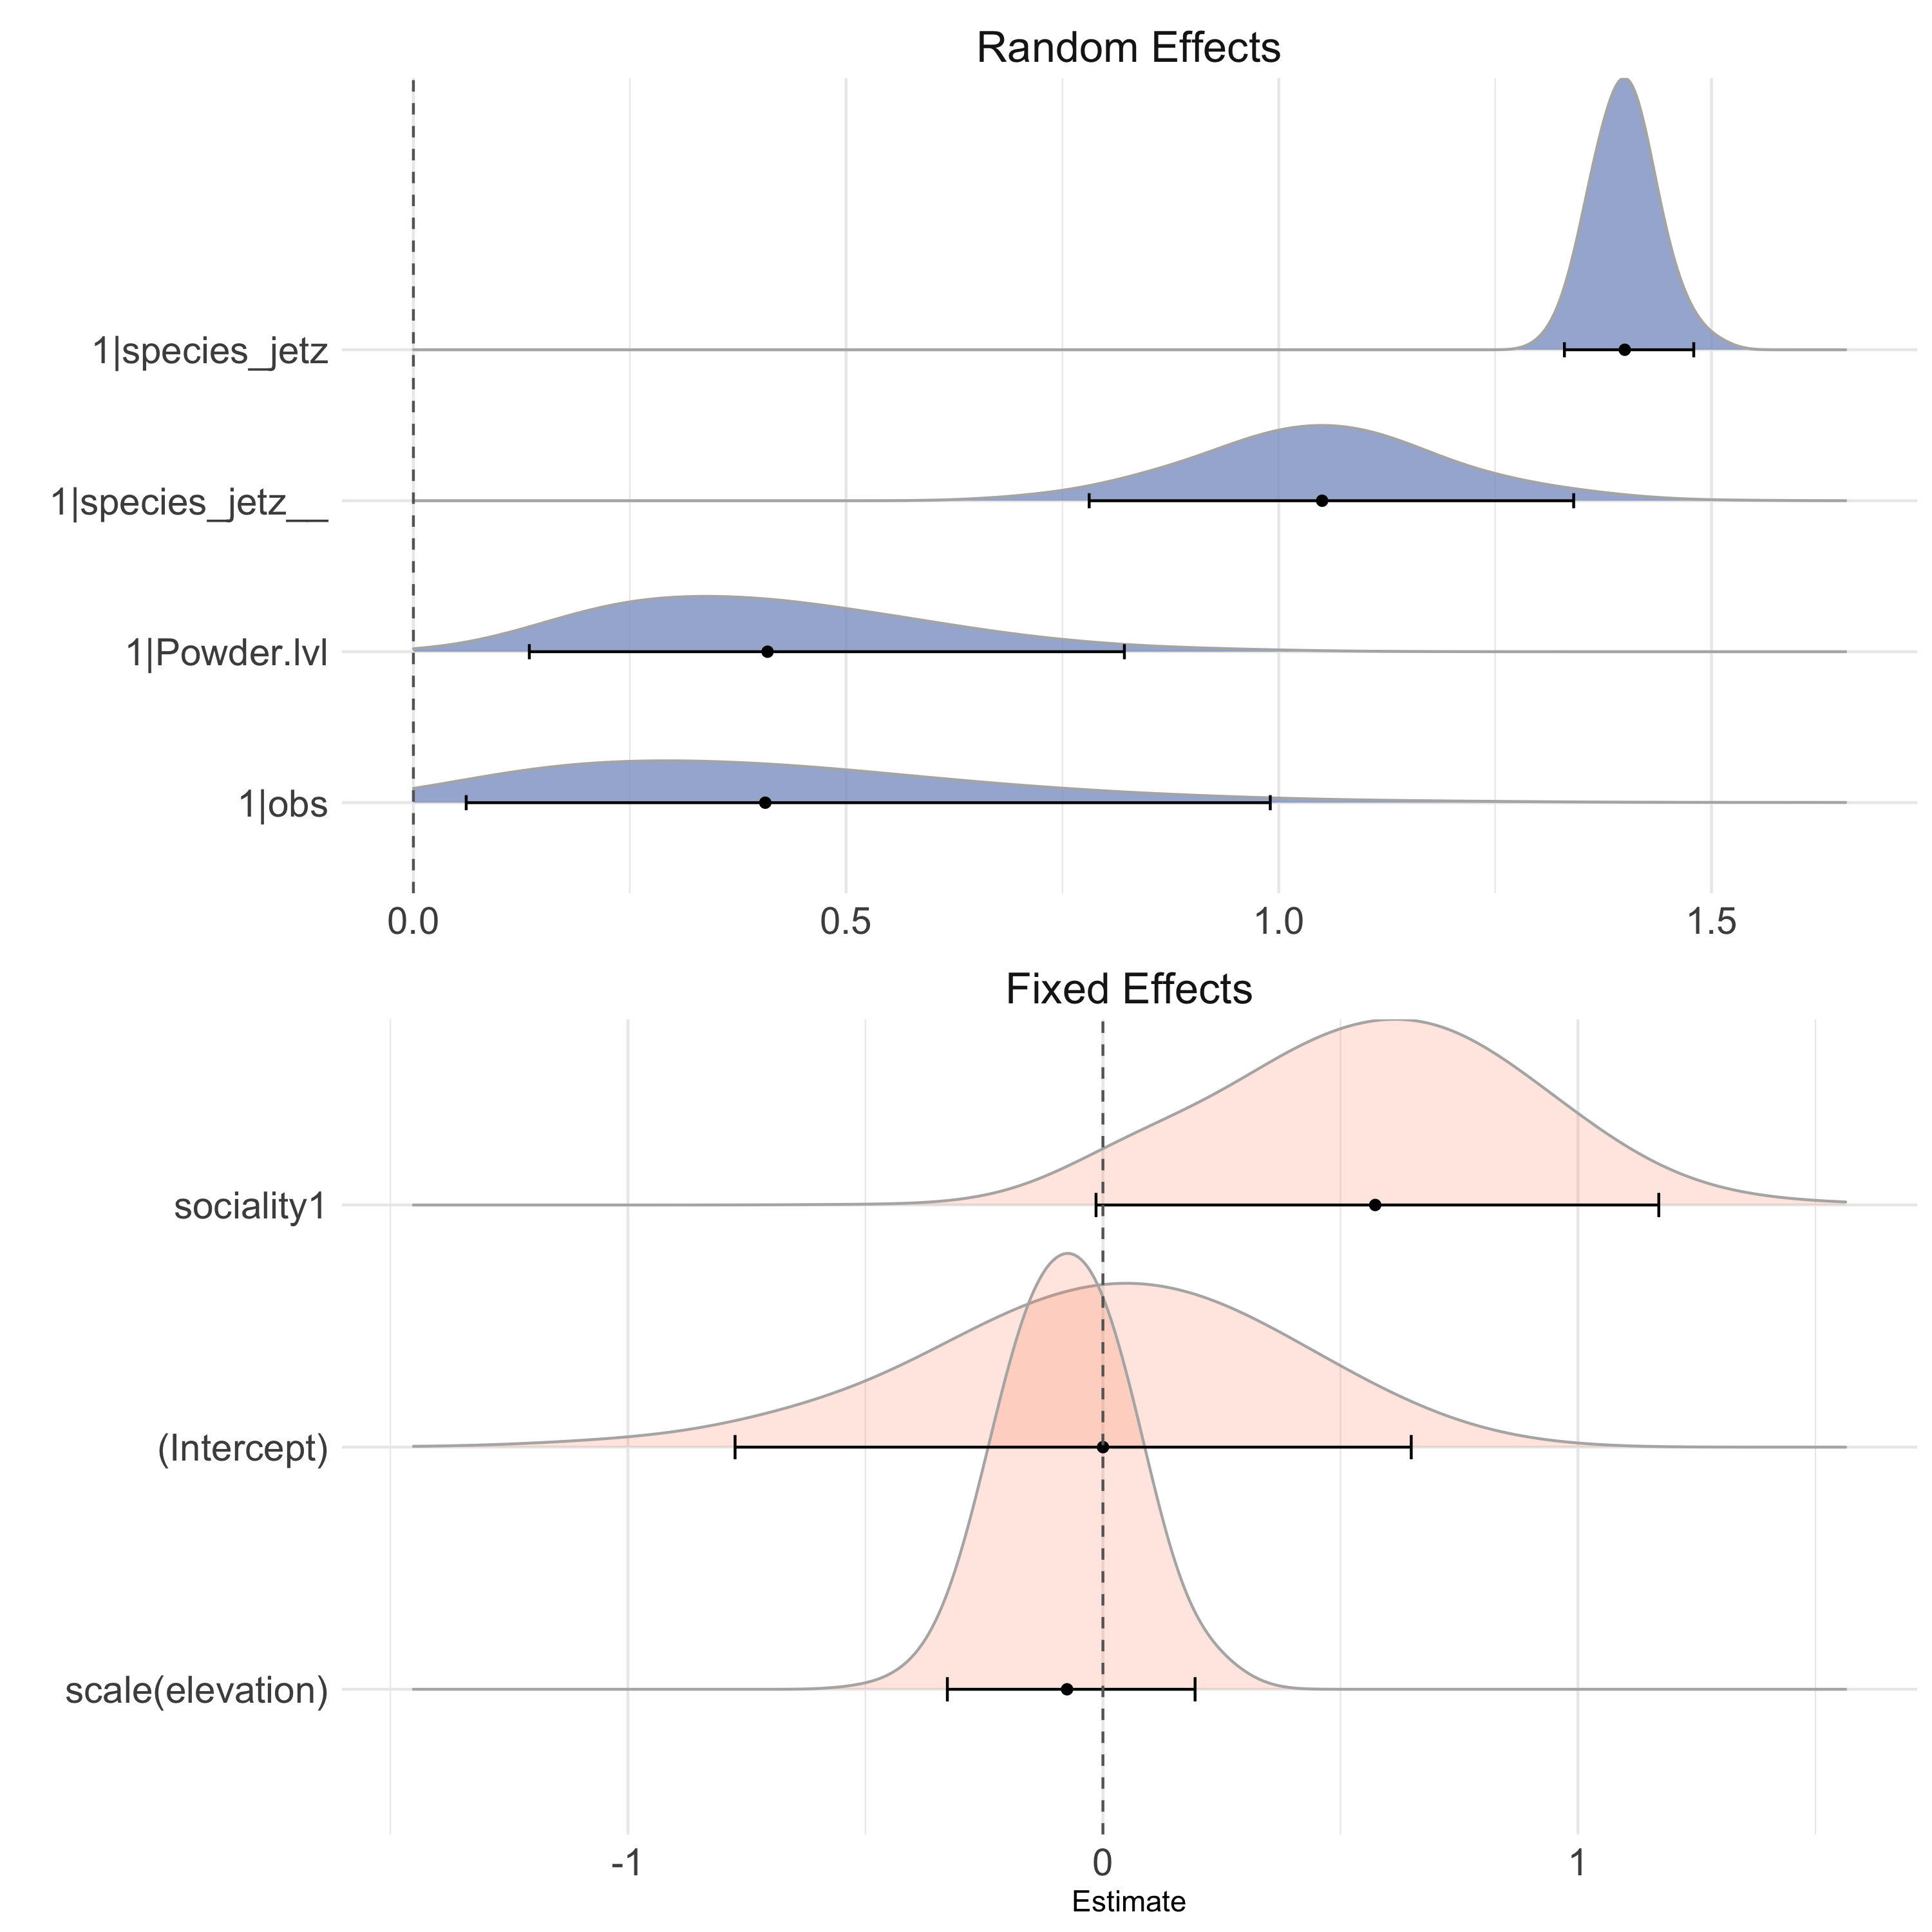 Random Effects
1|species_jetz
1|species_jetz__
1|Powder.lvl
1|obs
0.0 0.5 1.0 1.5
Fixed Effects
sociality1
(Intercept)
scale(elevation)
-1 0 1
Estimate